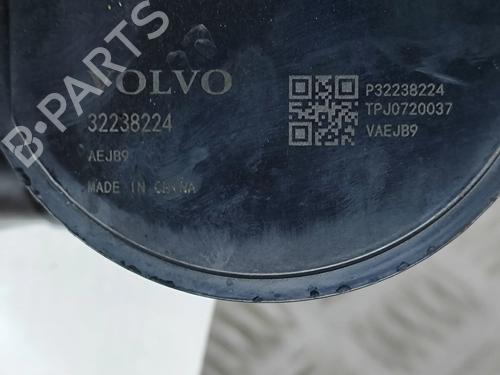 B-PARTS
VOLVO
32238224
AEJB9
MADE IN CHINA
P32238224
TPJ0720037
VAEJB9